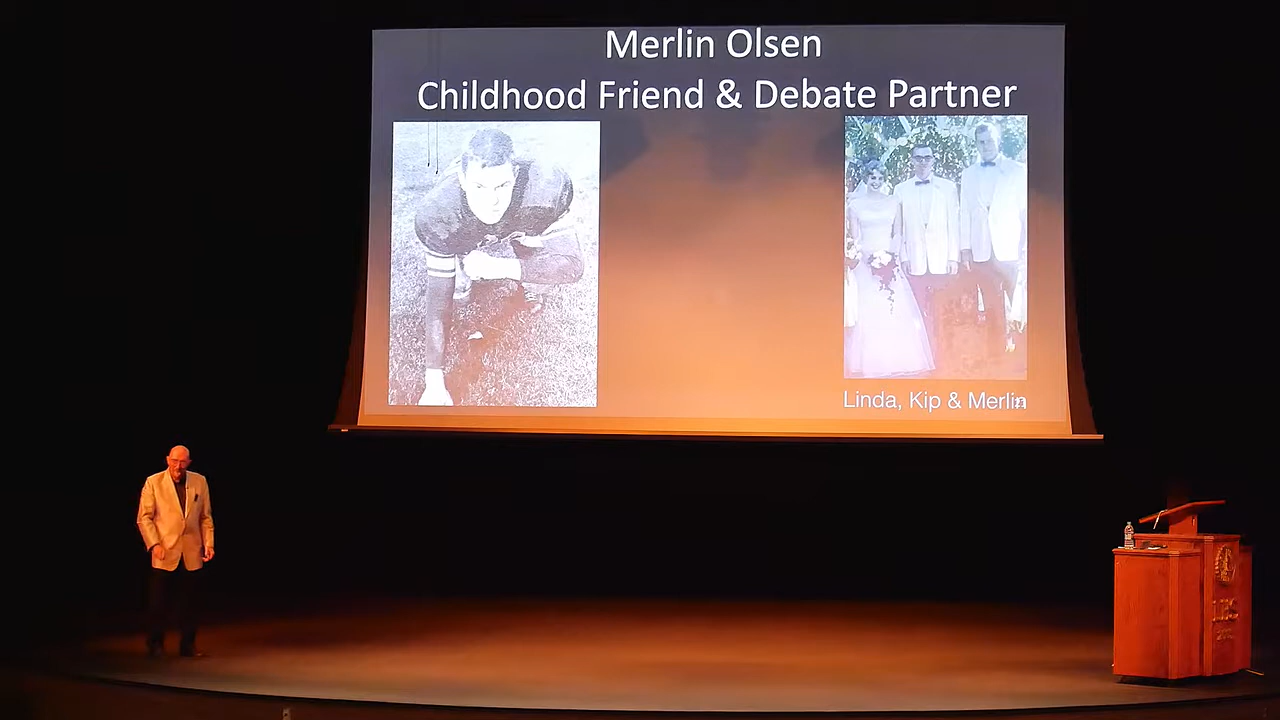 Merlin Olsen
Childhood Friend & Debate Partner
Linda, Kip & Merlin